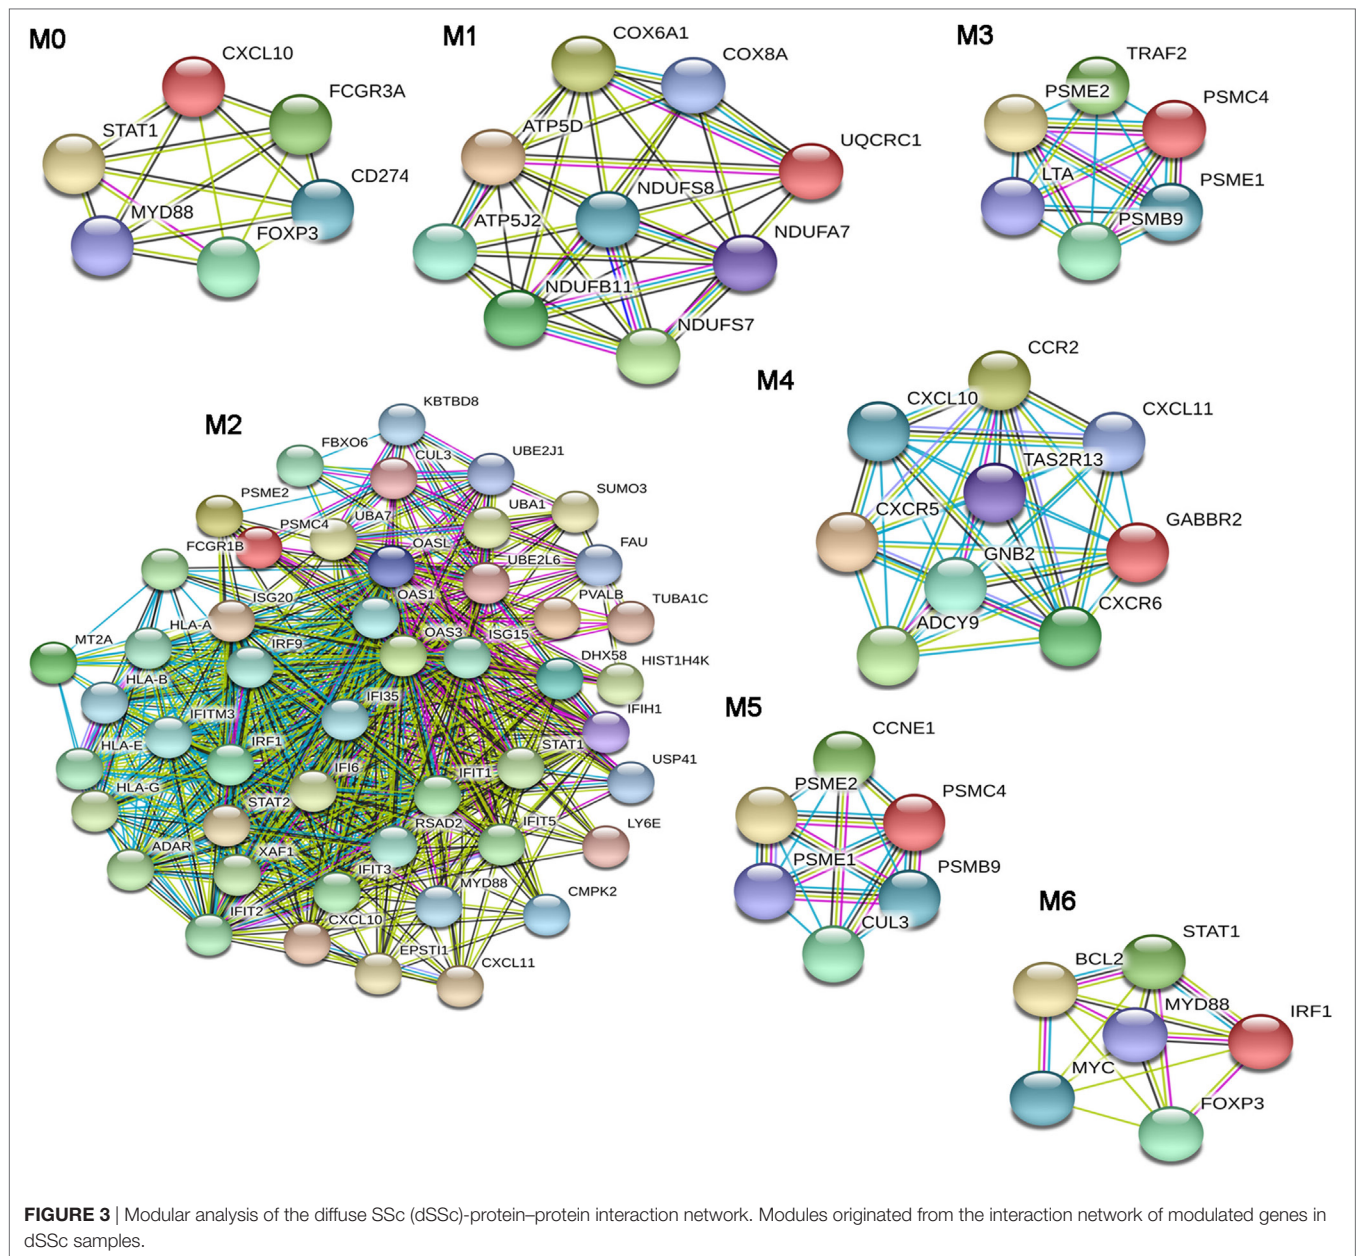 M0
CXCL10
FCGR3A
STAT1
CD274
MYD88
FOXP3
M1
COX6A1
COX8A
ATP5D
UQCRC1
NDUFS8
ATP5J2
NDUFA7
NDUFB11
NDUFS7
M3
TRAF2
PSME2
PSMC4
LTA
PSME1
PSMB9
M2
KBTBD8
FBXO6
CUL3
UBE2J1
PSME2
SUMO3
UBA1
PSMC4
UBA7
FCGR1B
OASL
FAU
UBE2L6
ISG20
OAS1
PVALB
TUBA1C
MT2A
HLA-A
IRF9
OAS3
ISG15
DHX58
HIST1H4K
HLA-B
IFI35
IFITM3
IFIH1
HLA-E
IRF1
STAT1
USP41
HLA-G
IFI6
IFIT1
STAT2
RSAD2
IFIT5
LY6E
ADAR
XAF1
IFIT3
MYD88
CMPK2
IFIT2
CXCL10
EPSTI1
CXCL11
M4
CCR2
CXCL10
CXCL11
TAS2R13
CXCR5
GABBR2
GNB2
CXCR6
ADCY9
M5
CCNE1
PSME2
PSMC4
PSME1
PSMB9
CUL3
M6
STAT1
BCL2
MYD88
IRF1
MYC
FOXP3
FIGURE 3 | Modular analysis of the diffuse SSc (dSSc)-protein–protein interaction network. Modules originated from the interaction network of modulated genes in
dSSc samples.